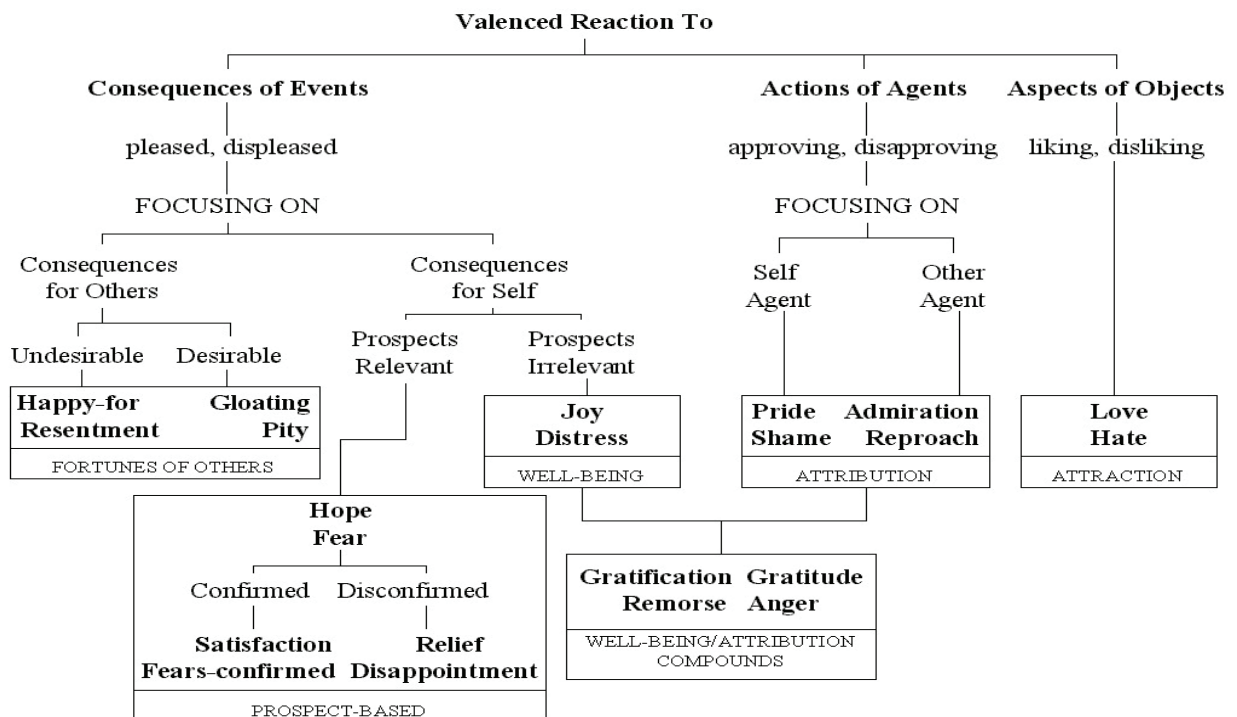 Valenced Reaction To
Consequences of Events
Actions of Agents
Aspects of Objects
pleased, displeased
approving, disapproving
liking, disliking
FOCUSING ON
FOCUSING ON
Consequences
for Others
Consequences
for Self
Self
Agent
Other
Agent
Undesirable
Desirable
Prospects
Relevant
Prospects
Irrelevant
Happy-for
Resentment
Gloating
Pity
FORTUNES OF OTHERS
Joy
Distress
WELL-BEING
Pride
Shame
Admiration
Reproach
ATTRIBUTION
Love
Hate
ATTRACTION
Hope
Fear
Confirmed
Disconfirmed
Satisfaction
Fears-confirmed
Relief
Disappointment
PROSPECT-BASED
Gratification
Remorse
Gratitude
Anger
WELL-BEING/ATTRIBUTION
COMPOUNDS